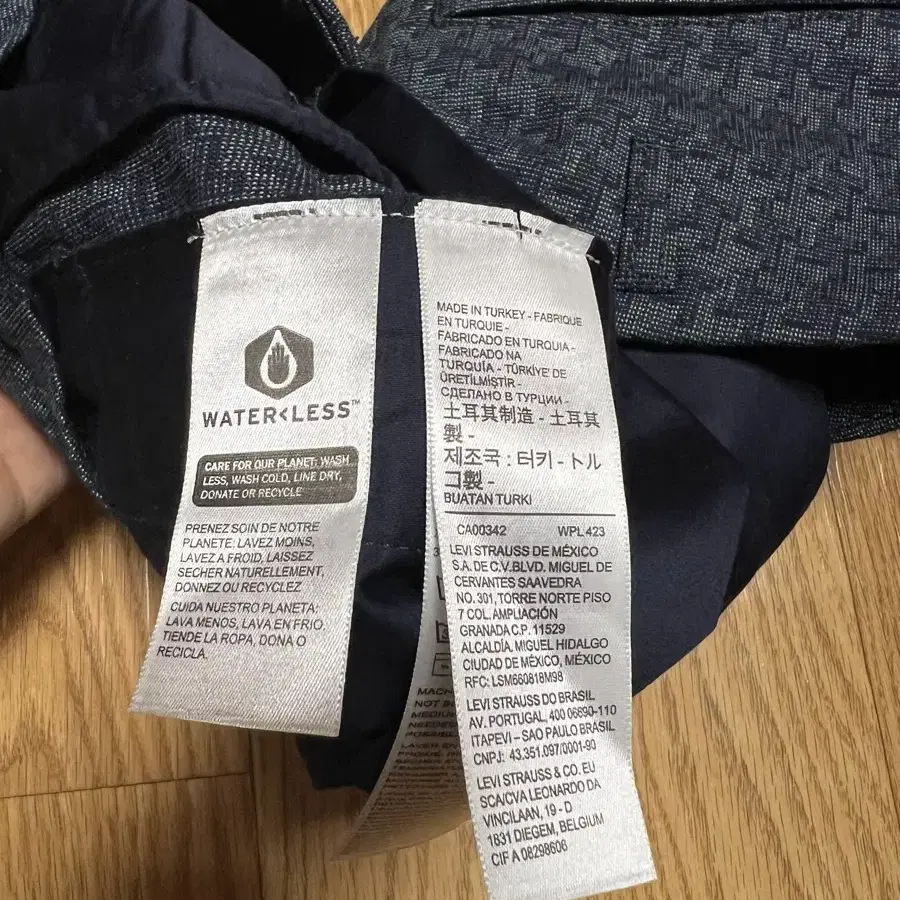 WATER<LESS™
CARE FOR OUR PLANET: WASH
LESS, WASH COLD, LINE DRY,
DONATE OR RECYCLE
PRENEZ SOIN DE NOTRE
PLANETE: LAVEZ MOINS,
LAVEZ A FROID, LAISSEZ
SECHER NATURELLEMENT,
DONNEZ OU RECYCLEZ
CUIDA NUESTRO PLANETA:
LAVA MENOS, LAVA EN FRIO,
TIENDE LA ROPA, DONA O
RECICLA.
MADE IN TURKEY - FABRIQUE
EN TURQUIE -
FABRICADO EN TURQUIA -
FABRICADO NA
TURQUÍA - TÜRKIYE' DE
ÜRETİLMİŞTİR -
СДЕЛАНО В ТУРЦИИ -
土耳其制造 - 土耳其
製 -
제조국 : 터키 - トル
コ製 -
BUATAN TURKI
CA00342 WPL 423
LEVI STRAUSS DE MÉXICO
S.A. DE C.V.BLVD. MIGUEL DE
CERVANTES SAAVEDRA
NO. 301, TORRE NORTE PISO
7 COL. AMPLIACIÓN
GRANADA C.P. 11529
ALCALDÍA. MIGUEL HIDALGO
CIUDAD DE MÉXICO, MÉXICO
RFC: LSM660818M98
LEVI STRAUSS DO BRASIL
AV. PORTUGAL, 400 06690-110
ITAPEVI - SAO PAULO BRASIL
CNPJ: 43.351.097/0001-90
LEVI STRAUSS & CO. EU
SCA/CVA LEONARDO DA
VINCILAAN, 19 - D
1831 DIEGEM, BELGIUM
CIF A 08298606
MACH
NOT IN
MEDIUM